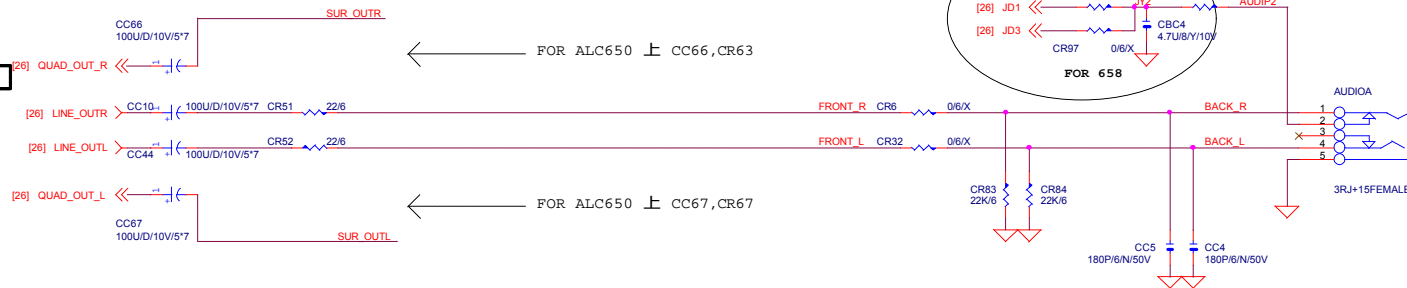 SUR_OUTR
CC66
100U/D/10V/5*7
[26] QUAD_OUT_R
1
+
FOR ALC650 上 CC66,CR63
[26] JD1
AUDIP2
[26] JD3
CR97
0/6/X
CBC4
4.7U/8/Y/10V
FOR 658
[26] LINE_OUTR
CC10
1
+
100U/D/10V/5*7
CR51
22/6
FRONT_R
CR6
0/6/X
BACK_R
AUDIOA
1
2
3
4
5
3RJ+15FEMALE
[26] LINE_OUTL
CC44
1
+
100U/D/10V/5*7
CR52
22/6
FRONT_L
CR32
0/6/X
BACK_L
[26] QUAD_OUT_L
1
+
CC67
100U/D/10V/5*7
SUR_OUTL
FOR ALC650 上 CC67,CR67
CR83
22K/6
CR84
22K/6
CC5
180P/6/N/50V
CC4
180P/6/N/50V